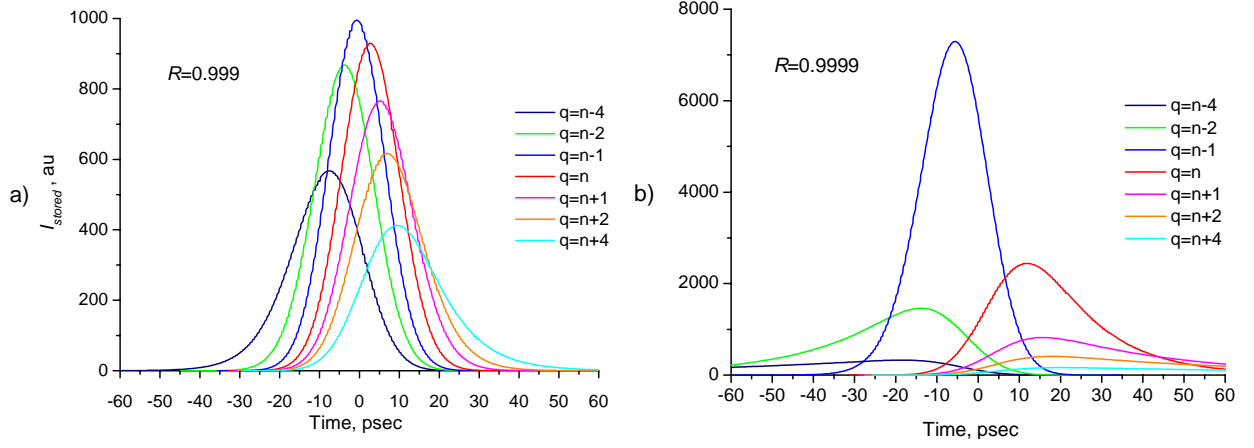 a)
I_stored, au
1000
800
600
400
200
0
R=0.999
q=n-4
q=n-2
q=n-1
q=n
q=n+1
q=n+2
q=n+4
-60 -50 -40 -30 -20 -10 0 10 20 30 40 50 60
Time, psec
b)
8000
6000
4000
2000
0
R=0.9999
q=n-4
q=n-2
q=n-1
q=n
q=n+1
q=n+2
q=n+4
-60 -50 -40 -30 -20 -10 0 10 20 30 40 50 60
Time, psec